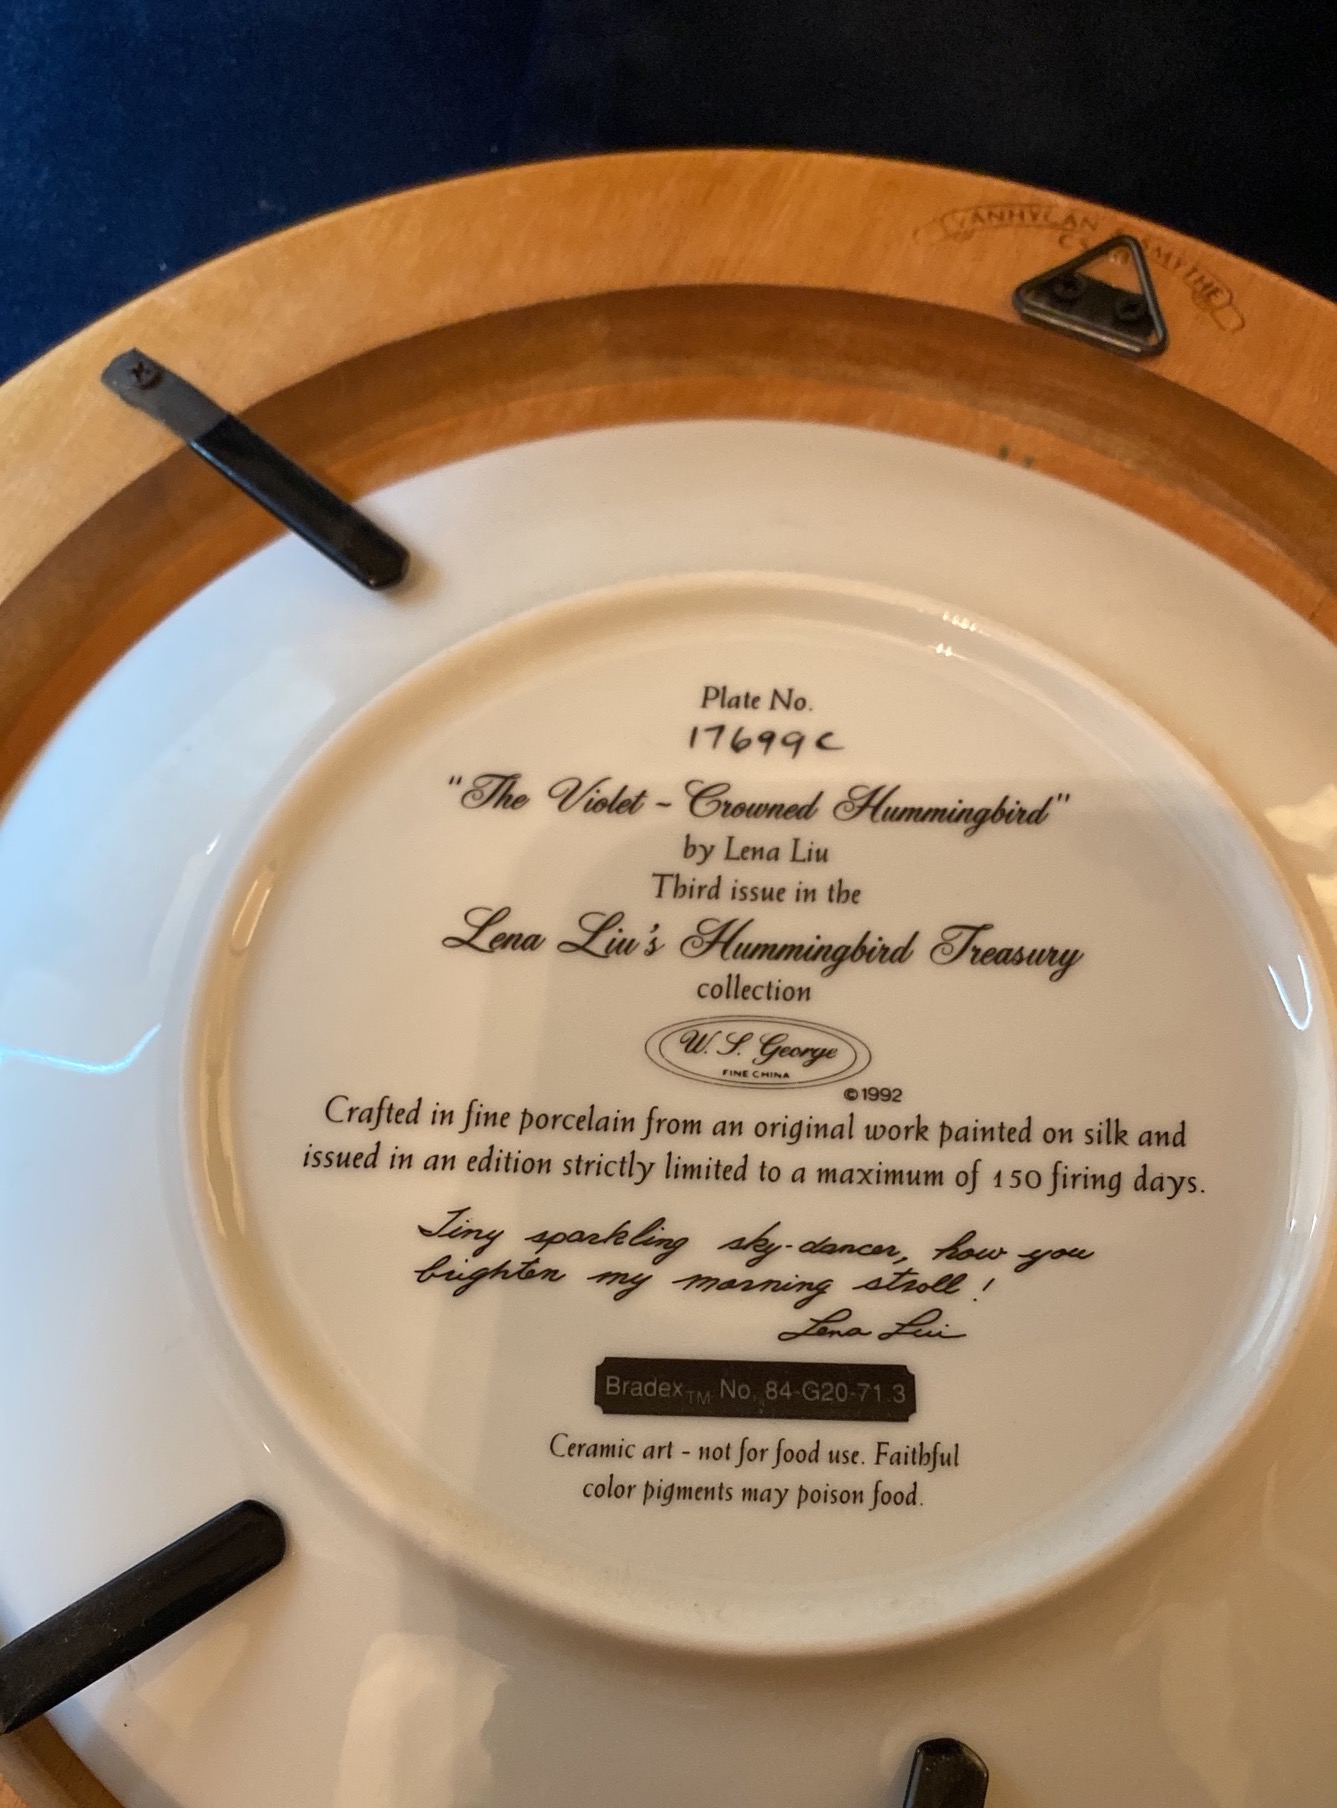 Plate No.
17699C
"The Violet - Crowned Hummingbird"
by Lena Liu
Third issue in the
Lena Liu's Hummingbird Treasury
collection
W. S. George
FINE CHINA
©1992
Crafted in fine porcelain from an original work painted on silk and
issued in an edition strictly limited to a maximum of 150 firing days.
Tiny sparkling sky-dancer, how you
brighten my morning stroll!
Lena Liu
Bradex™ No. 84-G20-71.3
Ceramic art - not for food use. Faithful
color pigments may poison food.